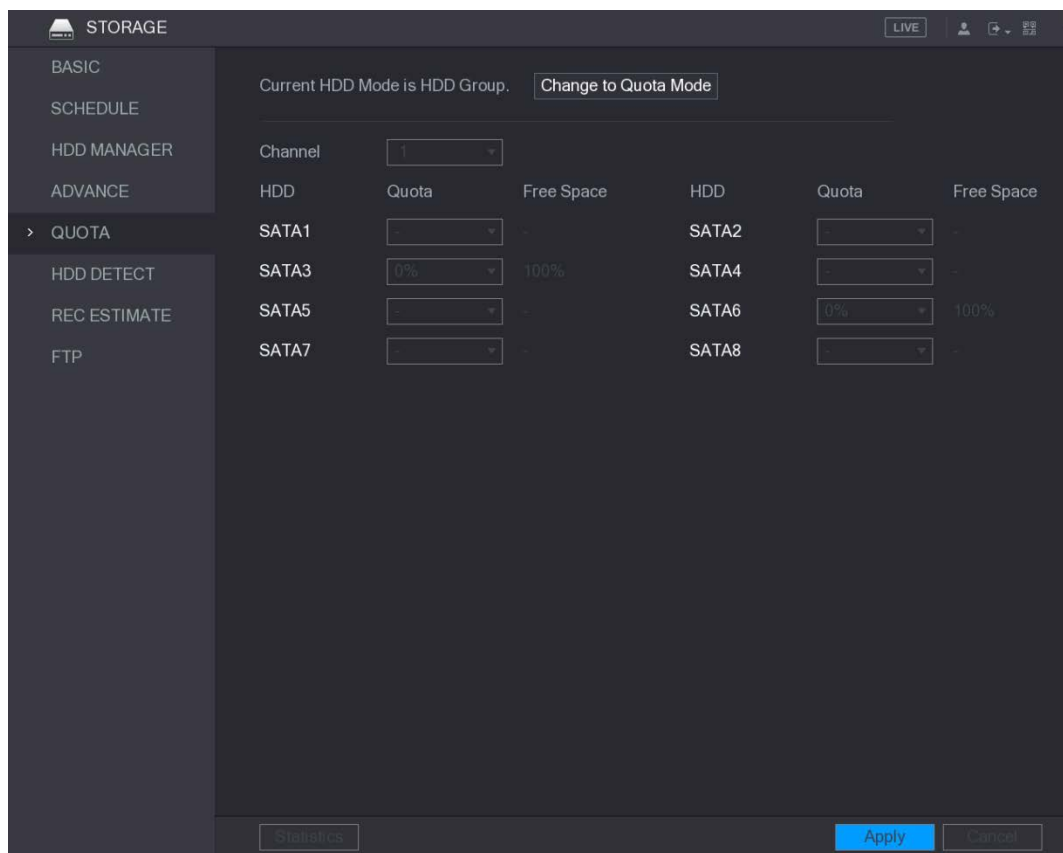 STORAGE LIVE
BASIC
SCHEDULE
HDD MANAGER
ADVANCE
> QUOTA
HDD DETECT
REC ESTIMATE
FTP
Current HDD Mode is HDD Group. Change to Quota Mode
Channel 1
HDD Quota Free Space HDD Quota Free Space
SATA1 - - SATA2 - -
SATA3 0% 100% SATA4 - -
SATA5 - - SATA6 0% 100%
SATA7 - - SATA8 - -
Statistics Apply Cancel